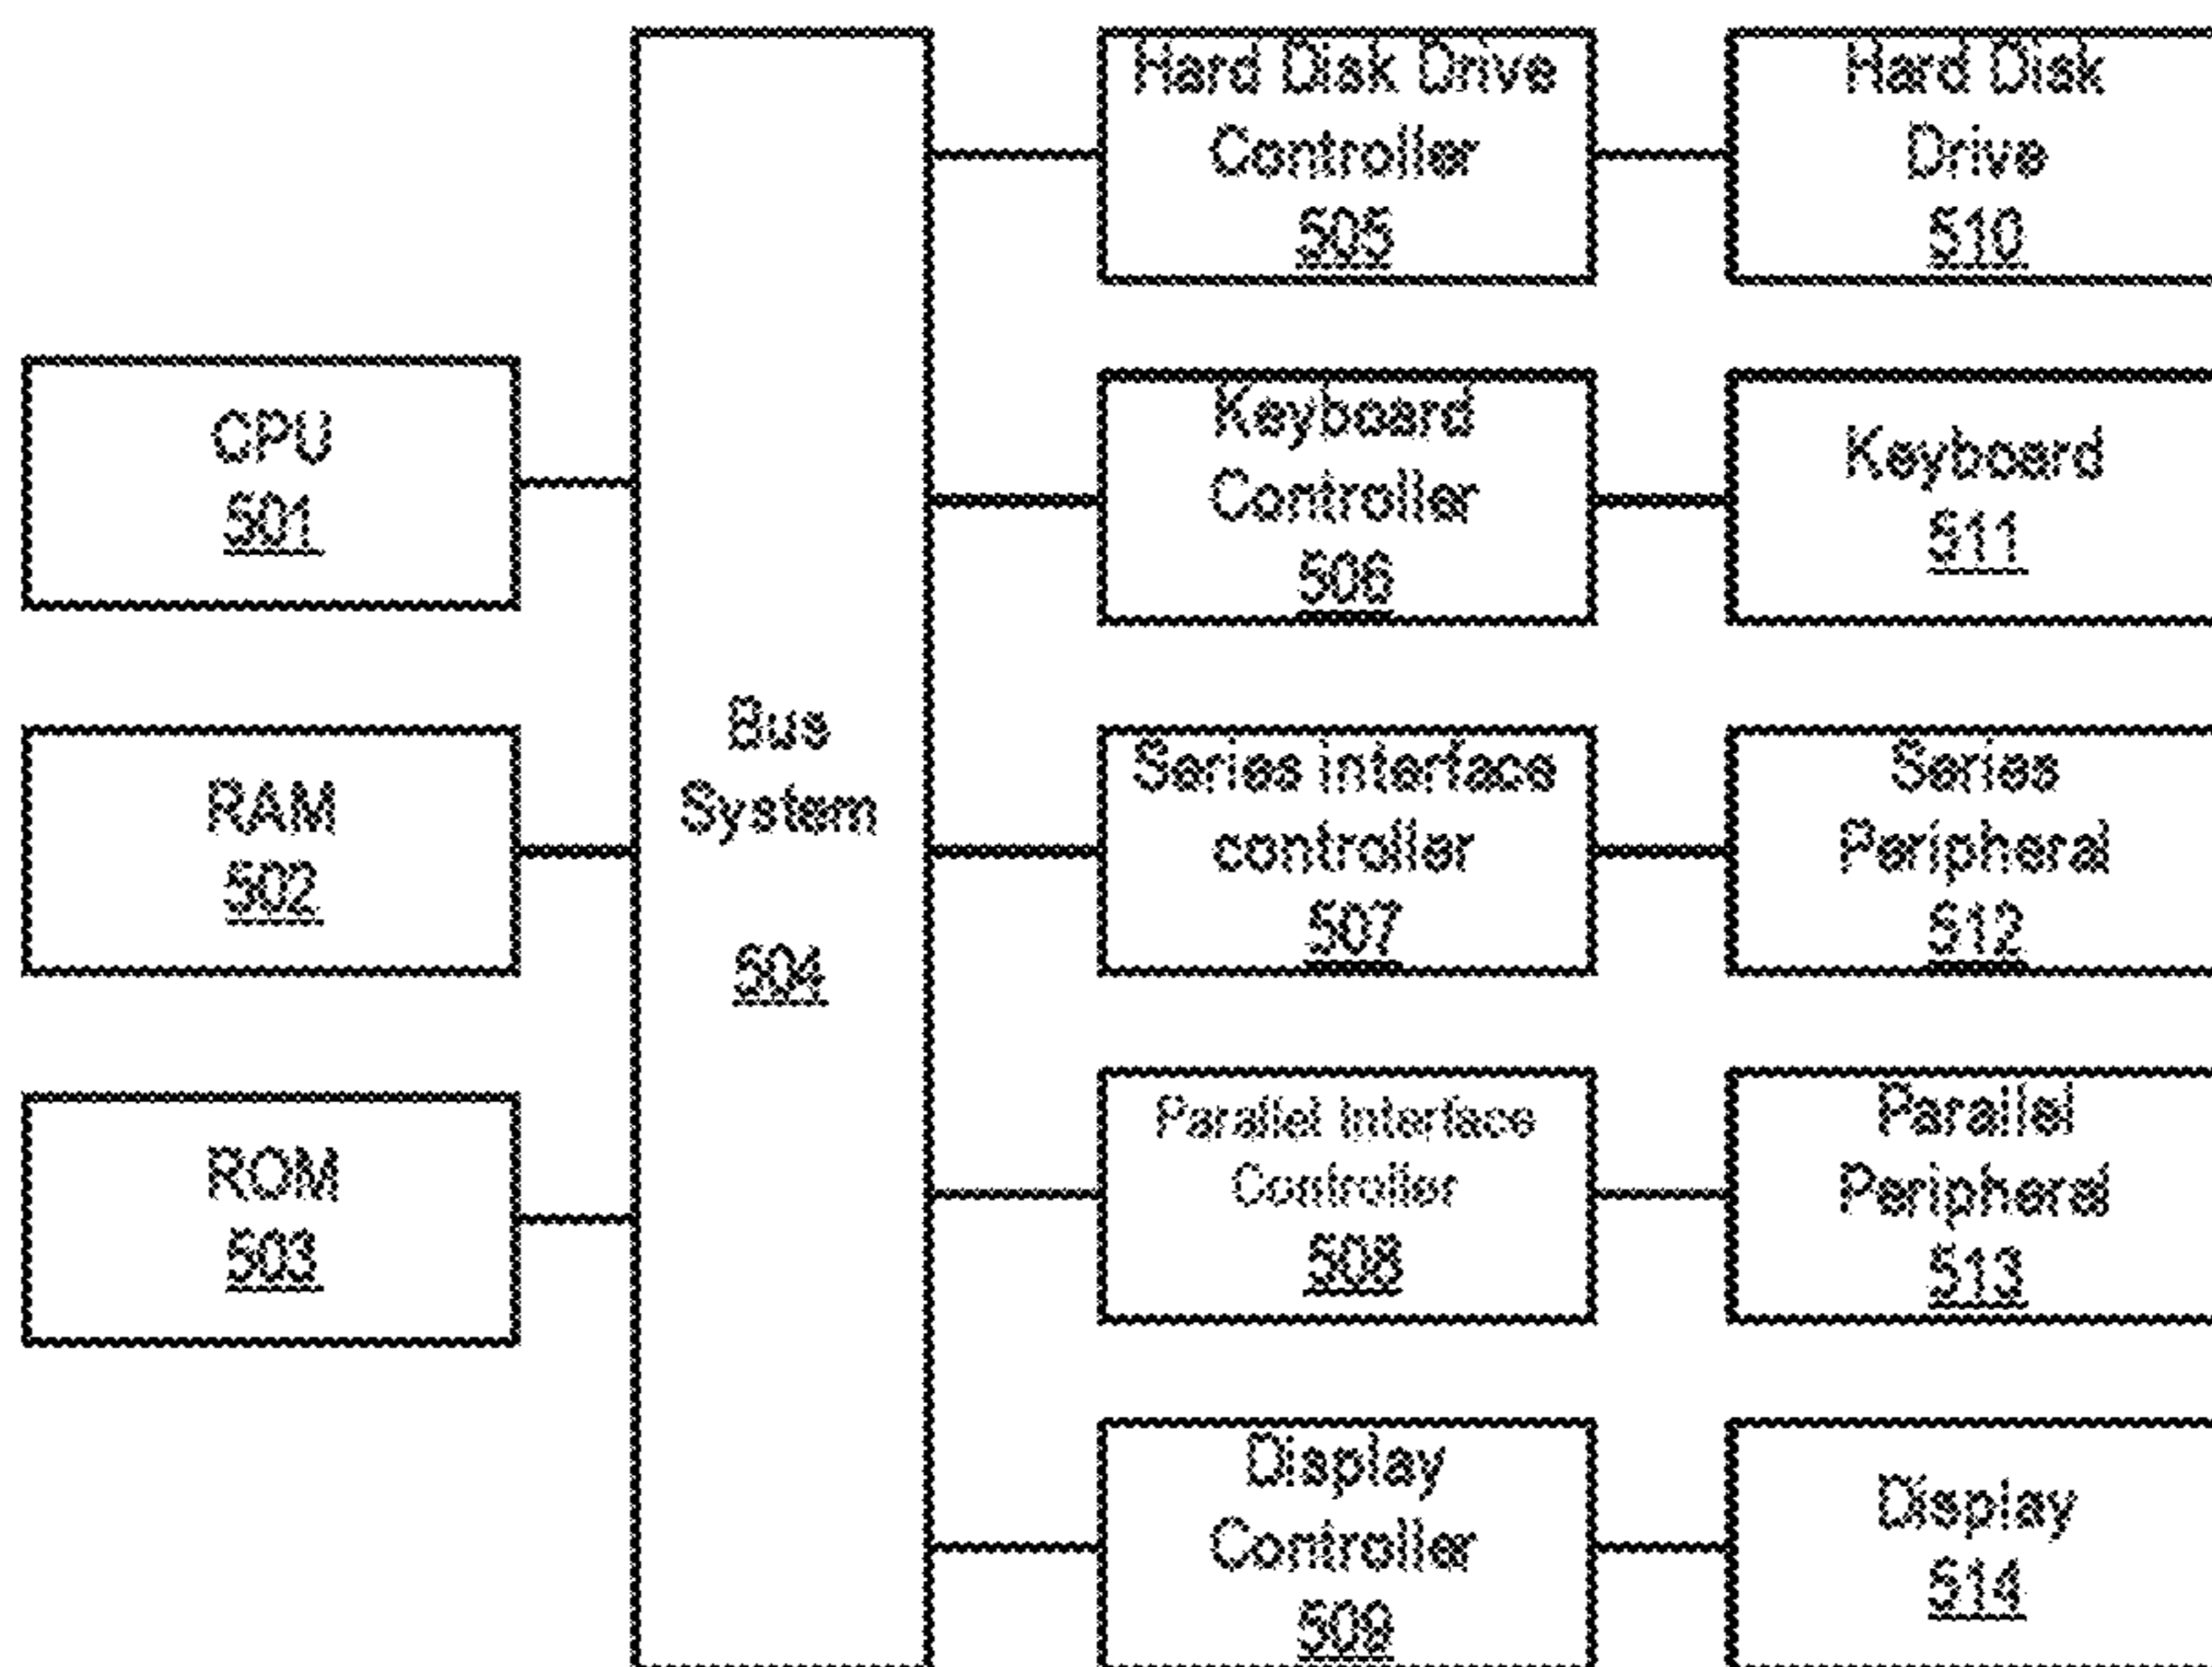 CPU
501
RAM
502
ROM
503
Bus
System
504
Hard Disk Drive
Controller
505
Hard Disk
Drive
510
Keyboard
Controller
506
Keyboard
511
Series interface
controller
507
Series
Peripheral
512
Parallel Interface
Controller
508
Parallel
Peripheral
513
Display
Controller
509
Display
514